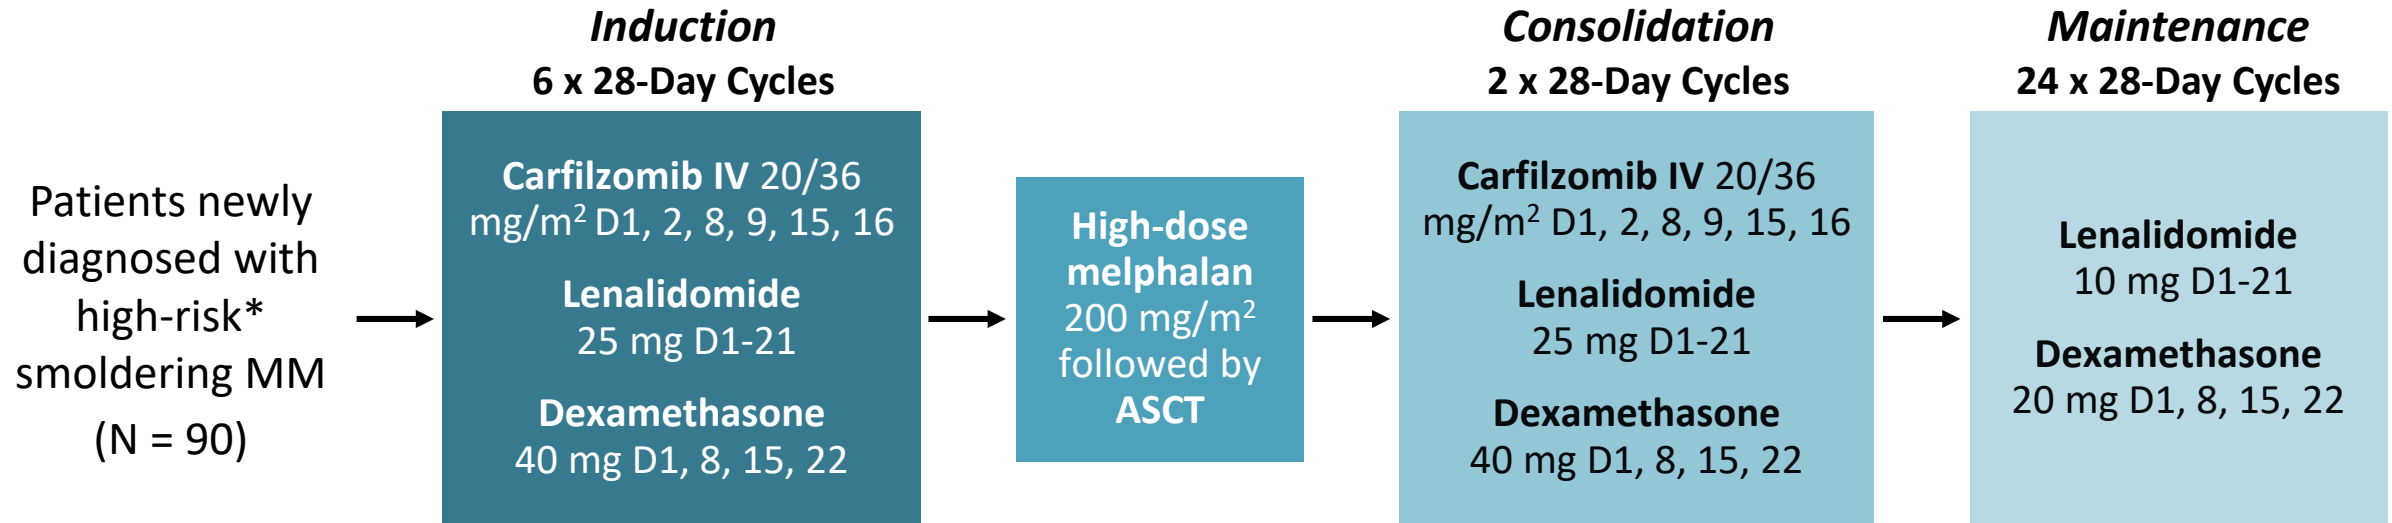 Patients newly
diagnosed with
high-risk*
smoldering MM
(N = 90)
Induction
6 x 28-Day Cycles
Carfilzomib IV 20/36
mg/m² D1, 2, 8, 9, 15, 16
Lenalidomide
25 mg D1-21
Dexamethasone
40 mg D1, 8, 15, 22
High-dose
melphalan
200 mg/m²
followed by
ASCT
Consolidation
2 x 28-Day Cycles
Carfilzomib IV 20/36
mg/m² D1, 2, 8, 9, 15, 16
Lenalidomide
25 mg D1-21
Dexamethasone
40 mg D1, 8, 15, 22
Maintenance
24 x 28-Day Cycles
Lenalidomide
10 mg D1-21
Dexamethasone
20 mg D1, 8, 15, 22